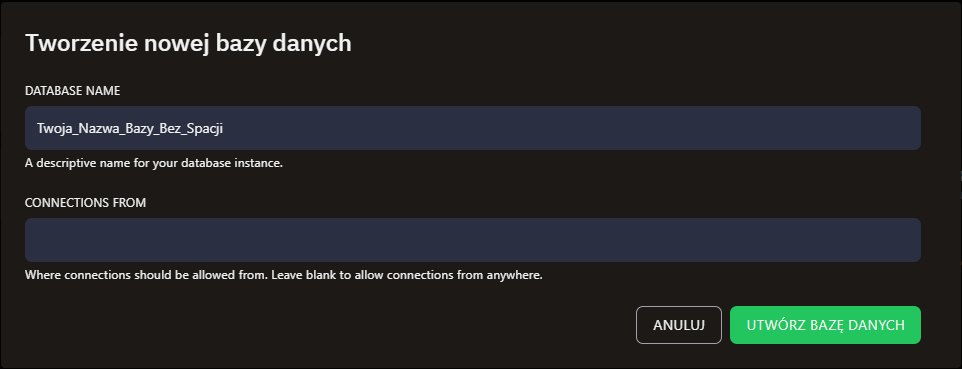 Tworzenie nowej bazy danych
DATABASE NAME
Twoja_Nazwa_Bazy_Bez_Spacji
A descriptive name for your database instance.
CONNECTIONS FROM
Where connections should be allowed from. Leave blank to allow connections from anywhere.
ANULUJ UTWÓRZ BAZĘ DANYCH